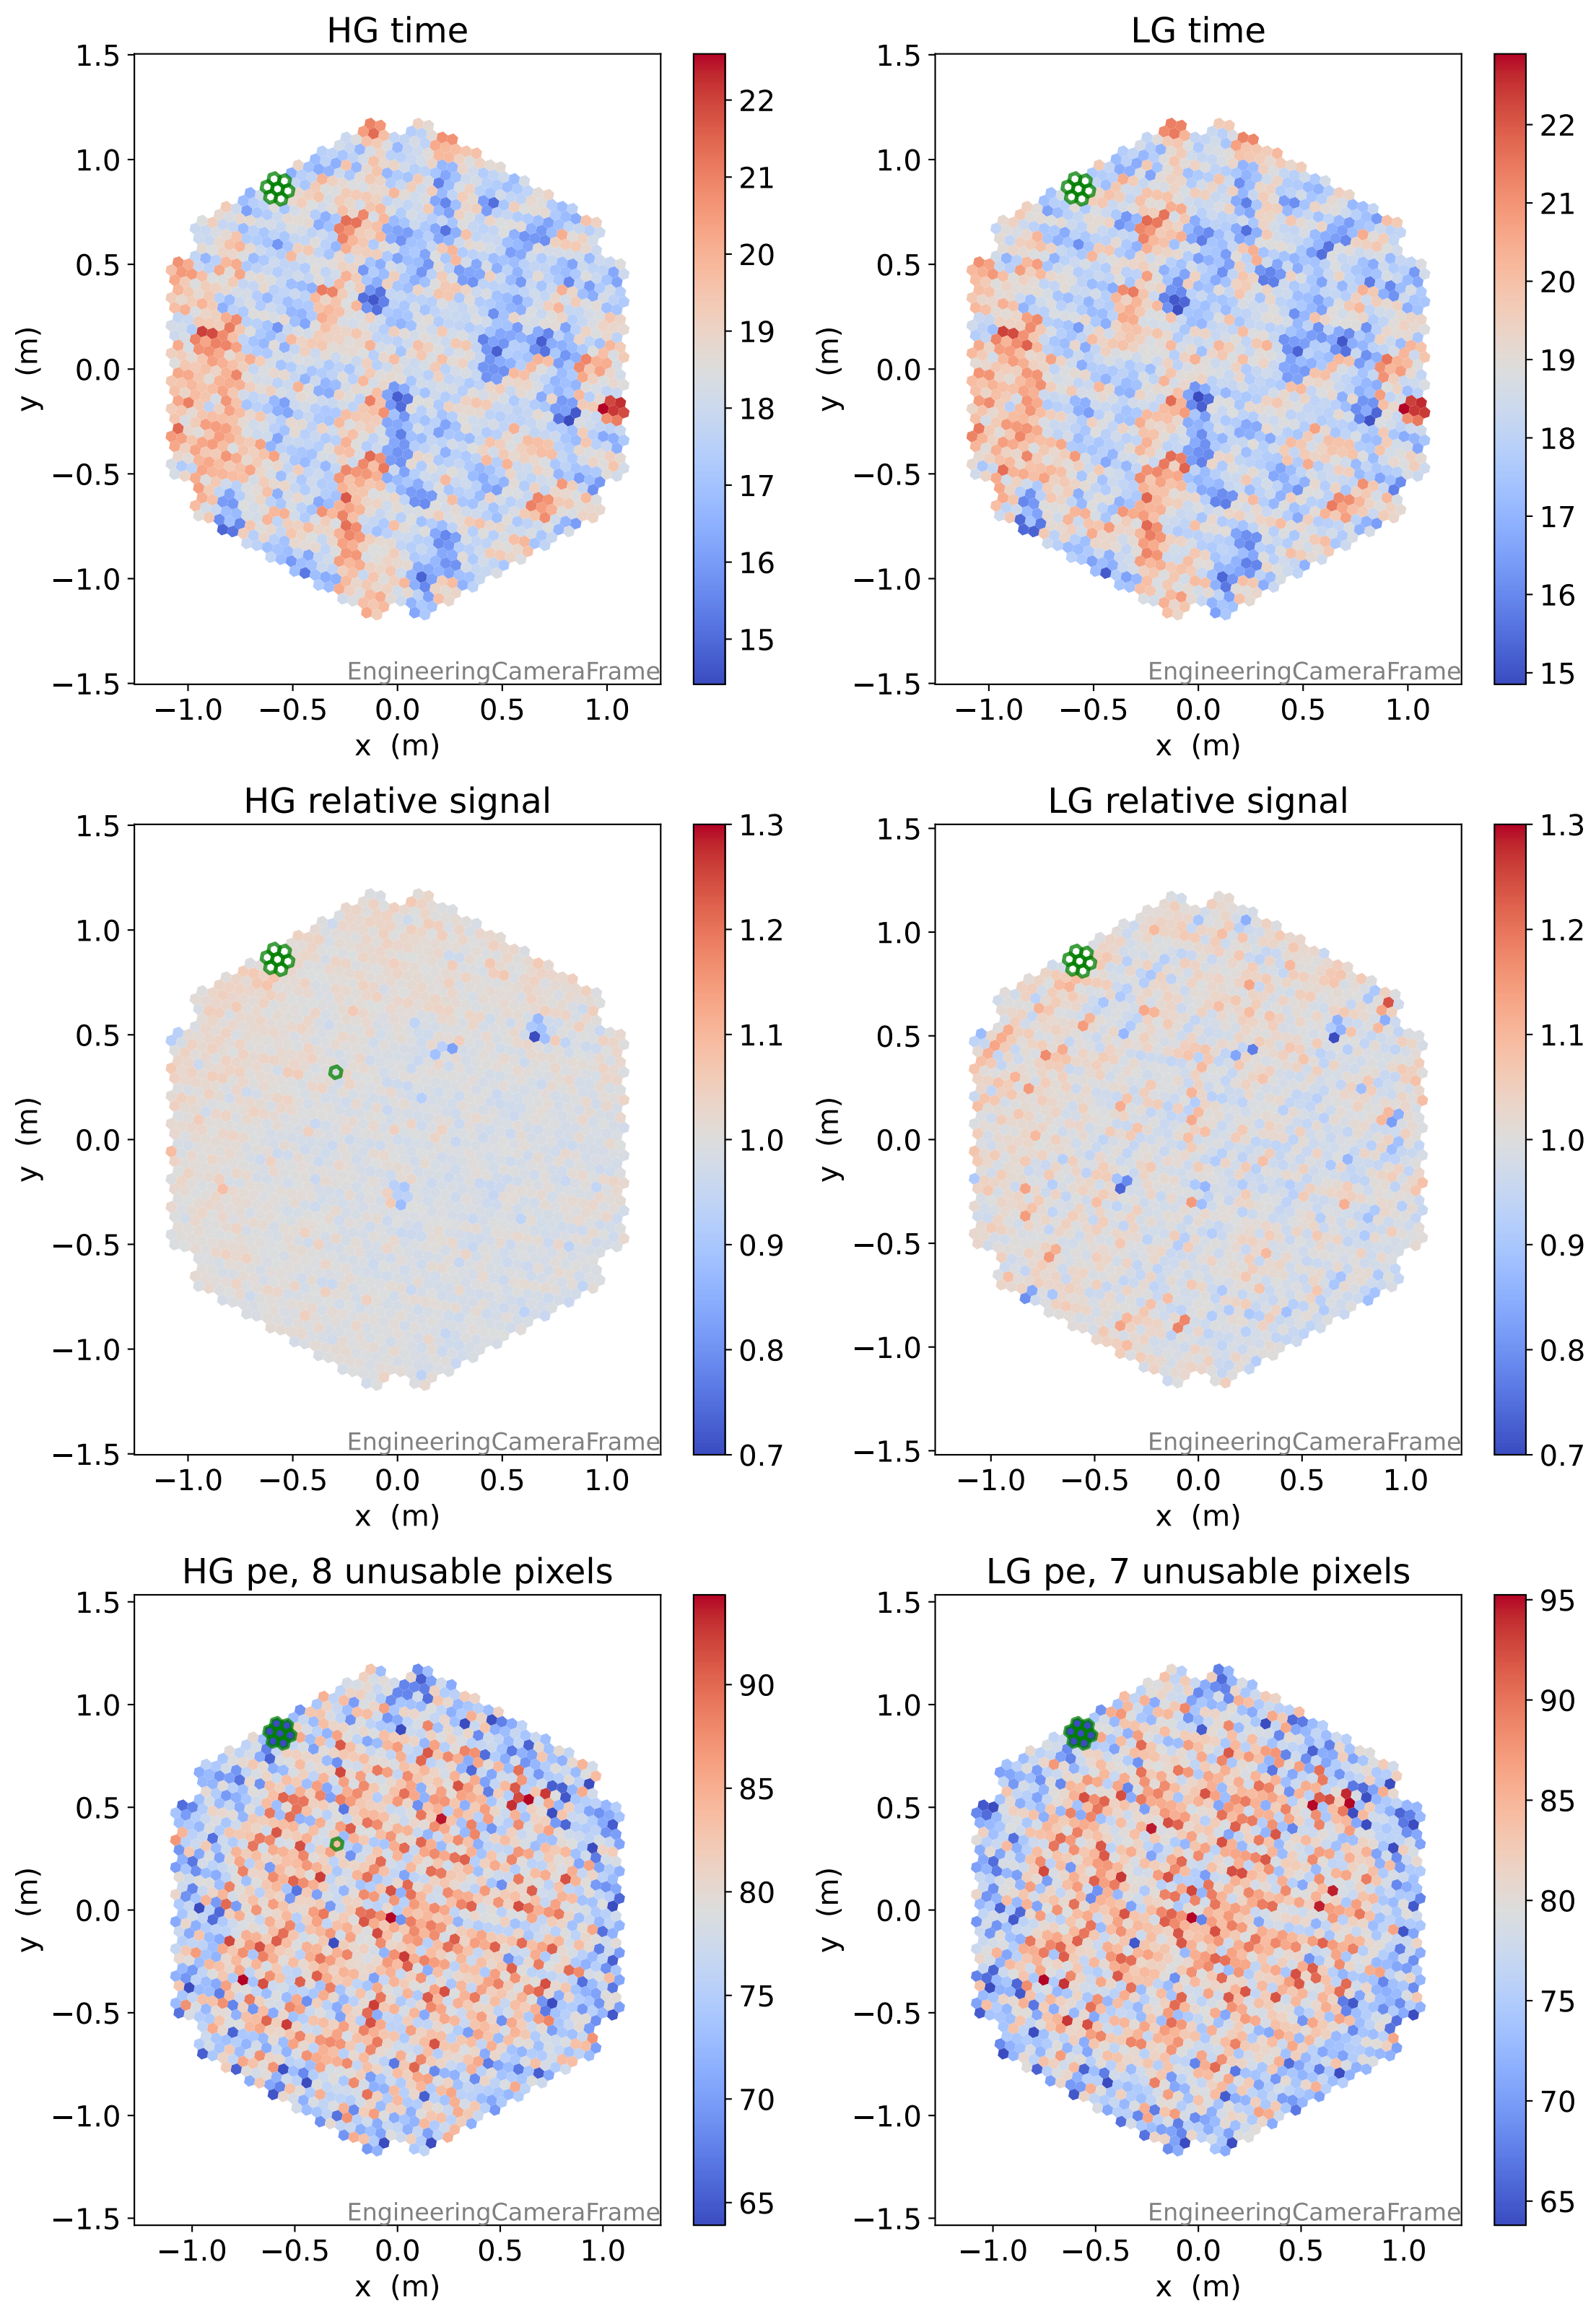 HG time
LG time
1.5
1.0
0.5
0.0
−0.5
−1.0
−1.5
y (m)
−1.0 −0.5 0.0 0.5 1.0
x (m)
EngineeringCameraFrame
22
21
20
19
18
17
16
15
1.5
1.0
0.5
0.0
−0.5
−1.0
−1.5
y (m)
−1.0 −0.5 0.0 0.5 1.0
x (m)
EngineeringCameraFrame
22
21
20
19
18
17
16
15
HG relative signal
LG relative signal
1.5
1.0
0.5
0.0
−0.5
−1.0
−1.5
y (m)
−1.0 −0.5 0.0 0.5 1.0
x (m)
EngineeringCameraFrame
1.3
1.2
1.1
1.0
0.9
0.8
0.7
1.5
1.0
0.5
0.0
−0.5
−1.0
−1.5
y (m)
−1.0 −0.5 0.0 0.5 1.0
x (m)
EngineeringCameraFrame
1.3
1.2
1.1
1.0
0.9
0.8
0.7
HG pe, 8 unusable pixels
LG pe, 7 unusable pixels
1.5
1.0
0.5
0.0
−0.5
−1.0
−1.5
y (m)
−1.0 −0.5 0.0 0.5 1.0
x (m)
EngineeringCameraFrame
90
85
80
75
70
65
1.5
1.0
0.5
0.0
−0.5
−1.0
−1.5
y (m)
−1.0 −0.5 0.0 0.5 1.0
x (m)
EngineeringCameraFrame
95
90
85
80
75
70
65